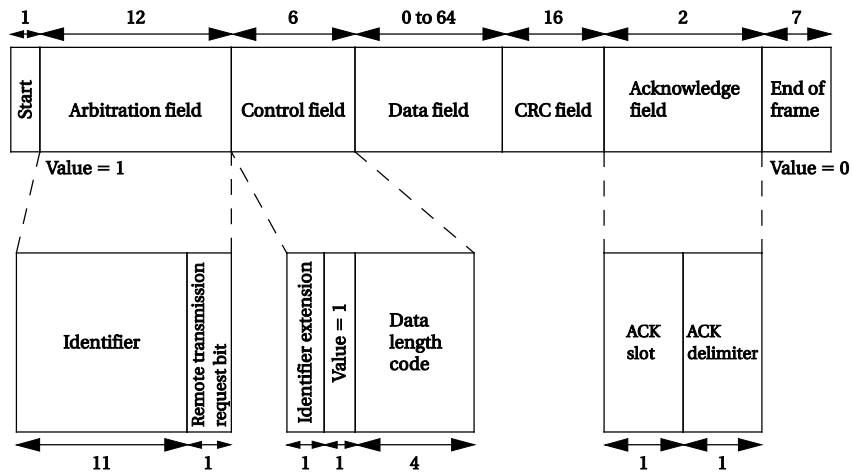 1 12 6 0 to 64 16 2 7
Start
Arbitration field
Control field
Data field
CRC field
Acknowledge
field
End of
frame
Value = 1
Value = 0
Identifier
Remote transmission
request bit
Identifier extension
Value = 1
Data
length
code
ACK
slot
ACK
delimiter
11 1 1 1 4 1 1